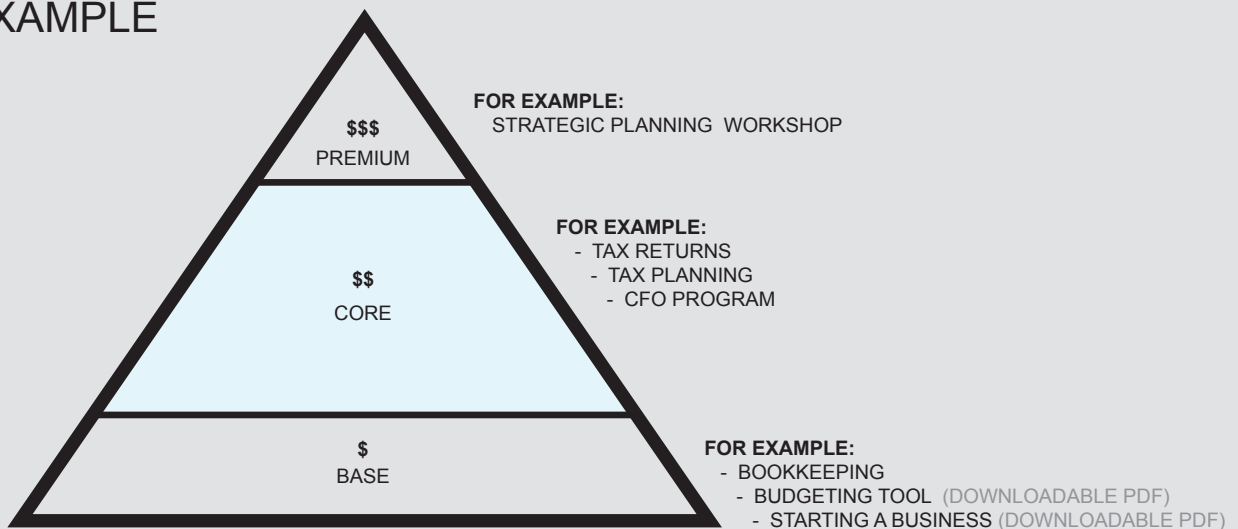 XAMPLE
FOR EXAMPLE:
STRATEGIC PLANNING WORKSHOP
$$$
PREMIUM
FOR EXAMPLE:
- TAX RETURNS
- TAX PLANNING
- CFO PROGRAM
$$
CORE
FOR EXAMPLE:
- BOOKKEEPING
- BUDGETING TOOL (DOWNLOADABLE PDF)
- STARTING A BUSINESS (DOWNLOADABLE PDF)
$
BASE